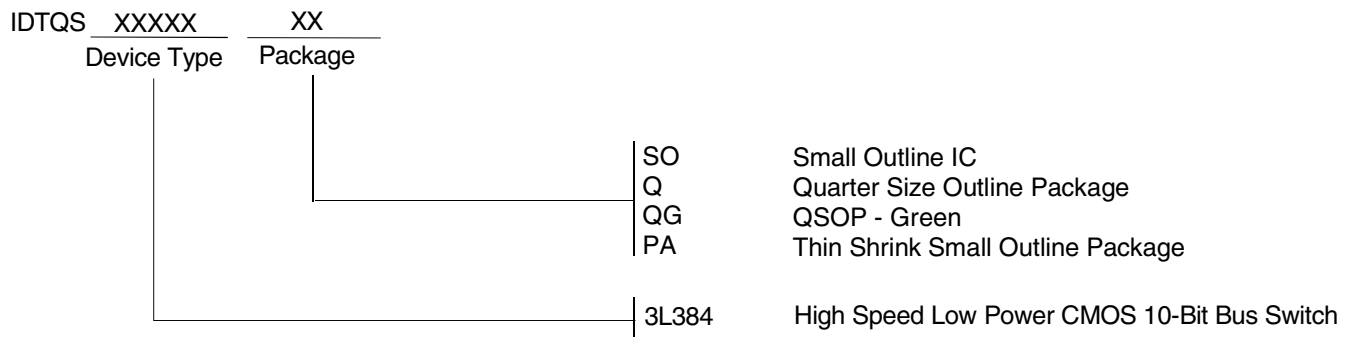 IDTQS XXXXX XX
Device Type Package
SO Small Outline IC
Q Quarter Size Outline Package
QG QSOP - Green
PA Thin Shrink Small Outline Package
3L384 High Speed Low Power CMOS 10-Bit Bus Switch